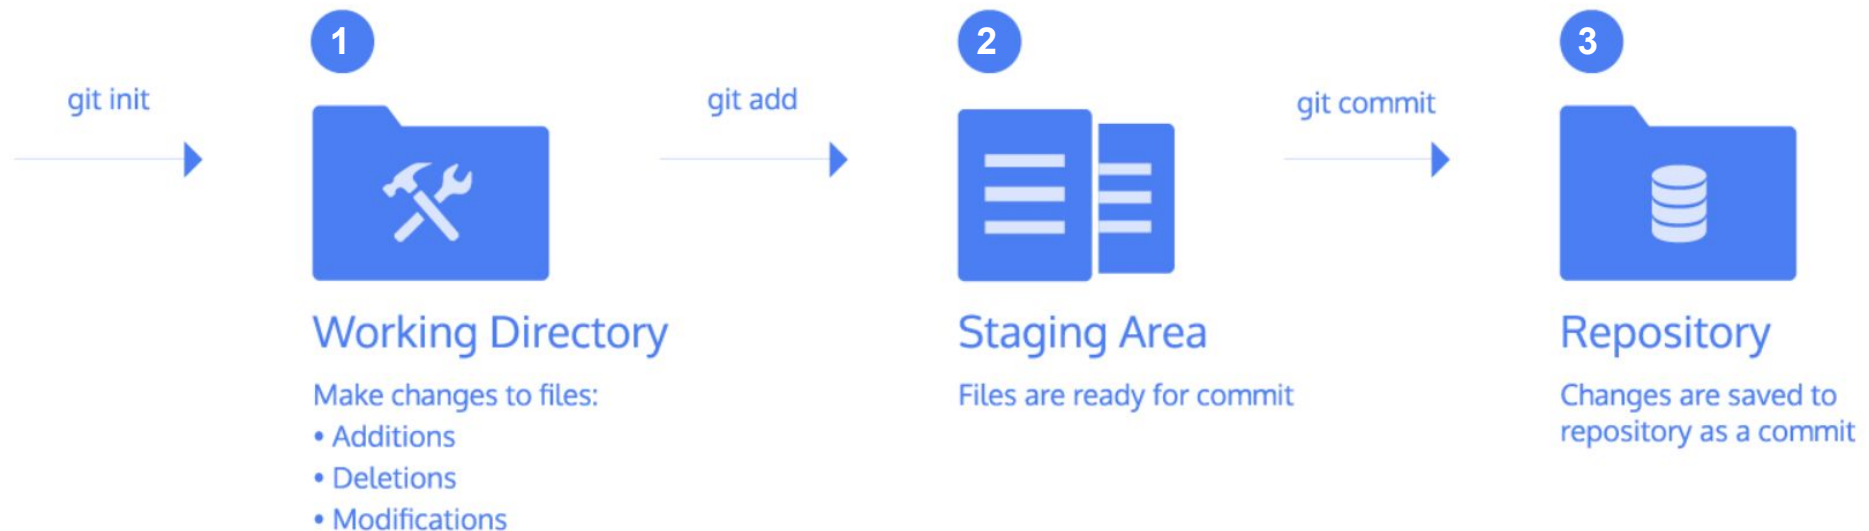 git init
1
Working Directory
Make changes to files:
• Additions
• Deletions
• Modifications
git add
2
Staging Area
Files are ready for commit
git commit
3
Repository
Changes are saved to
repository as a commit